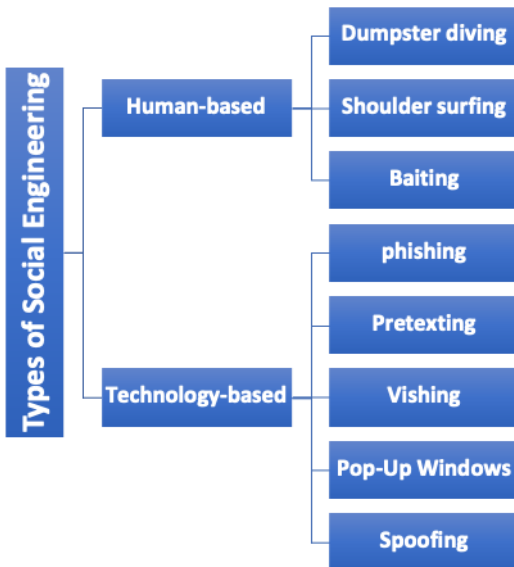 Types of Social Engineering
Human-based
Dumpster diving
Shoulder surfing
Baiting
Technology-based
phishing
Pretexting
Vishing
Pop-Up Windows
Spoofing